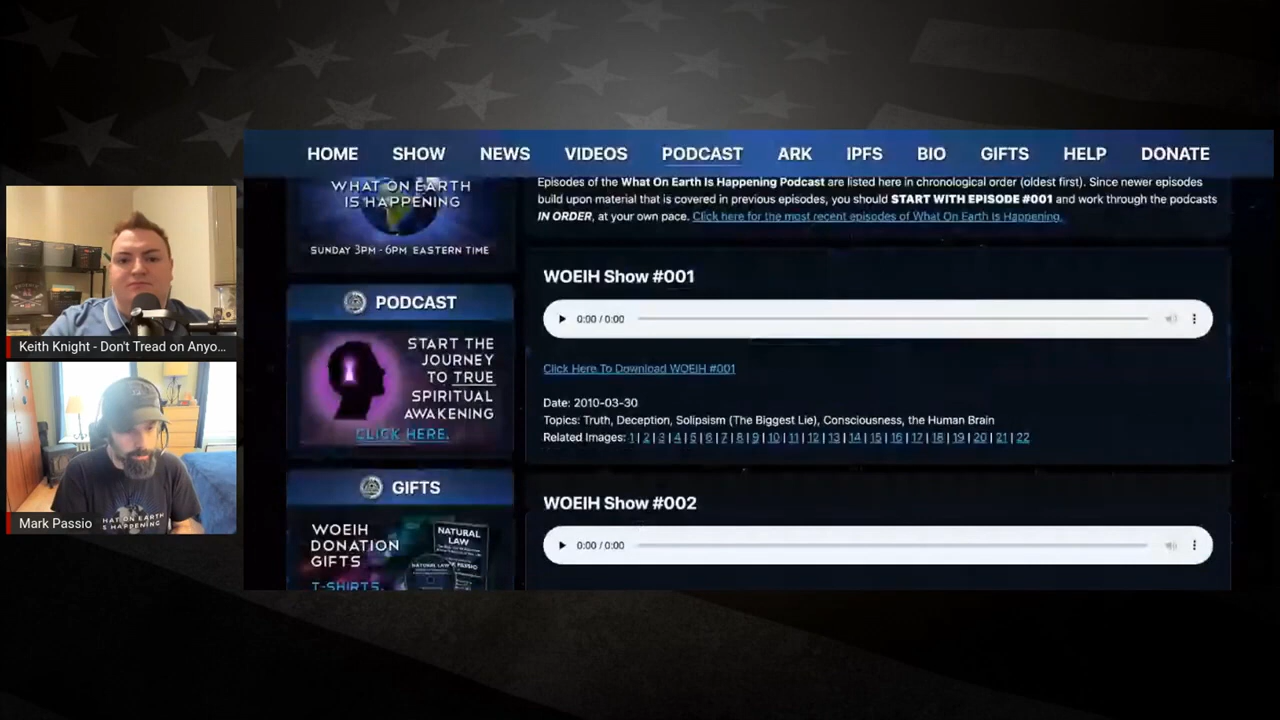 HOME SHOW NEWS VIDEOS PODCAST ARK IPFS BIO GIFTS HELP DONATE
WHAT ON EARTH
IS HAPPENING
SUNDAY 3PM - 6PM EASTERN TIME
PODCAST
START THE
JOURNEY
TO TRUE
SPIRITUAL
AWAKENING
CLICK HERE.
GIFTS
WOEIH
DONATION
GIFTS
T-SHIRTS,
NATURAL
LAW
Episodes of the What On Earth Is Happening Podcast are listed here in chronological order (oldest first). Since newer episodes
build upon material that is covered in previous episodes, you should START WITH EPISODE #001 and work through the podcasts
IN ORDER, at your own pace. Click here for the most recent episodes of What On Earth Is Happening.
WOEIH Show #001
0:00 / 0:00
Click Here To Download WOEIH #001
Date: 2010-03-30
Topics: Truth, Deception, Solipsism (The Biggest Lie), Consciousness, the Human Brain
Related Images: 1 | 2 | 3 | 4 | 5 | 6 | 7 | 8 | 9 | 10 | 11 | 12 | 13 | 14 | 15 | 16 | 17 | 18 | 19 | 20 | 21 | 22
WOEIH Show #002
0:00 / 0:00
Keith Knight - Don't Tread on Anyo...
HAT ON EARTH
S HAPPENING
Mark Passio